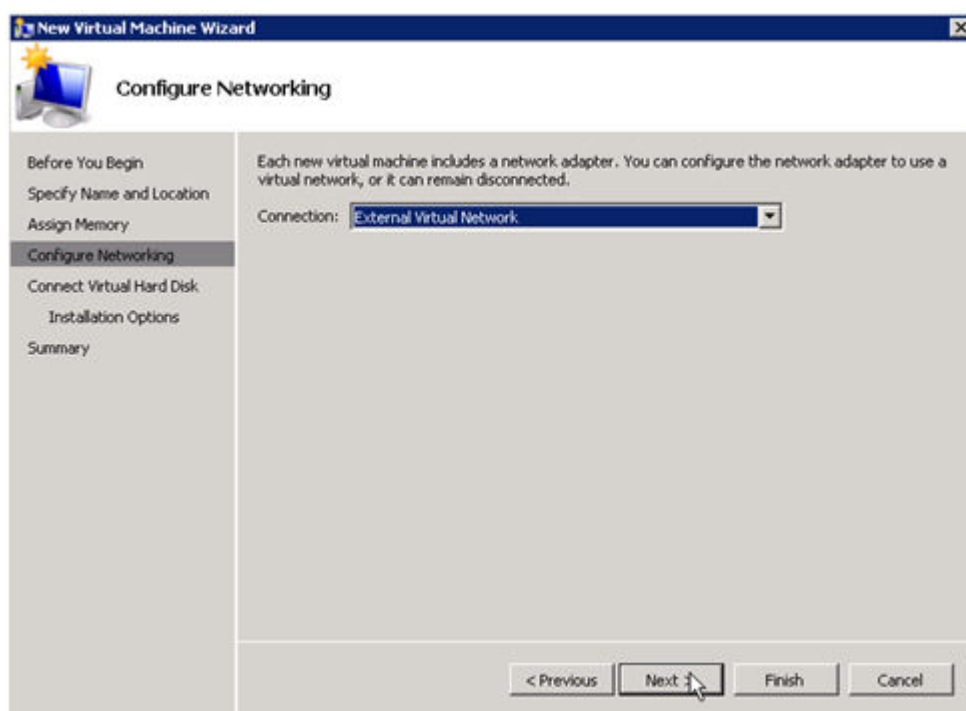 New Virtual Machine Wizard
Configure Networking
Before You Begin
Specify Name and Location
Assign Memory
Configure Networking
Connect Virtual Hard Disk
Installation Options
Summary
Each new virtual machine includes a network adapter. You can configure the network adapter to use a
virtual network, or it can remain disconnected.
Connection: External Virtual Network
< Previous Next > Finish Cancel